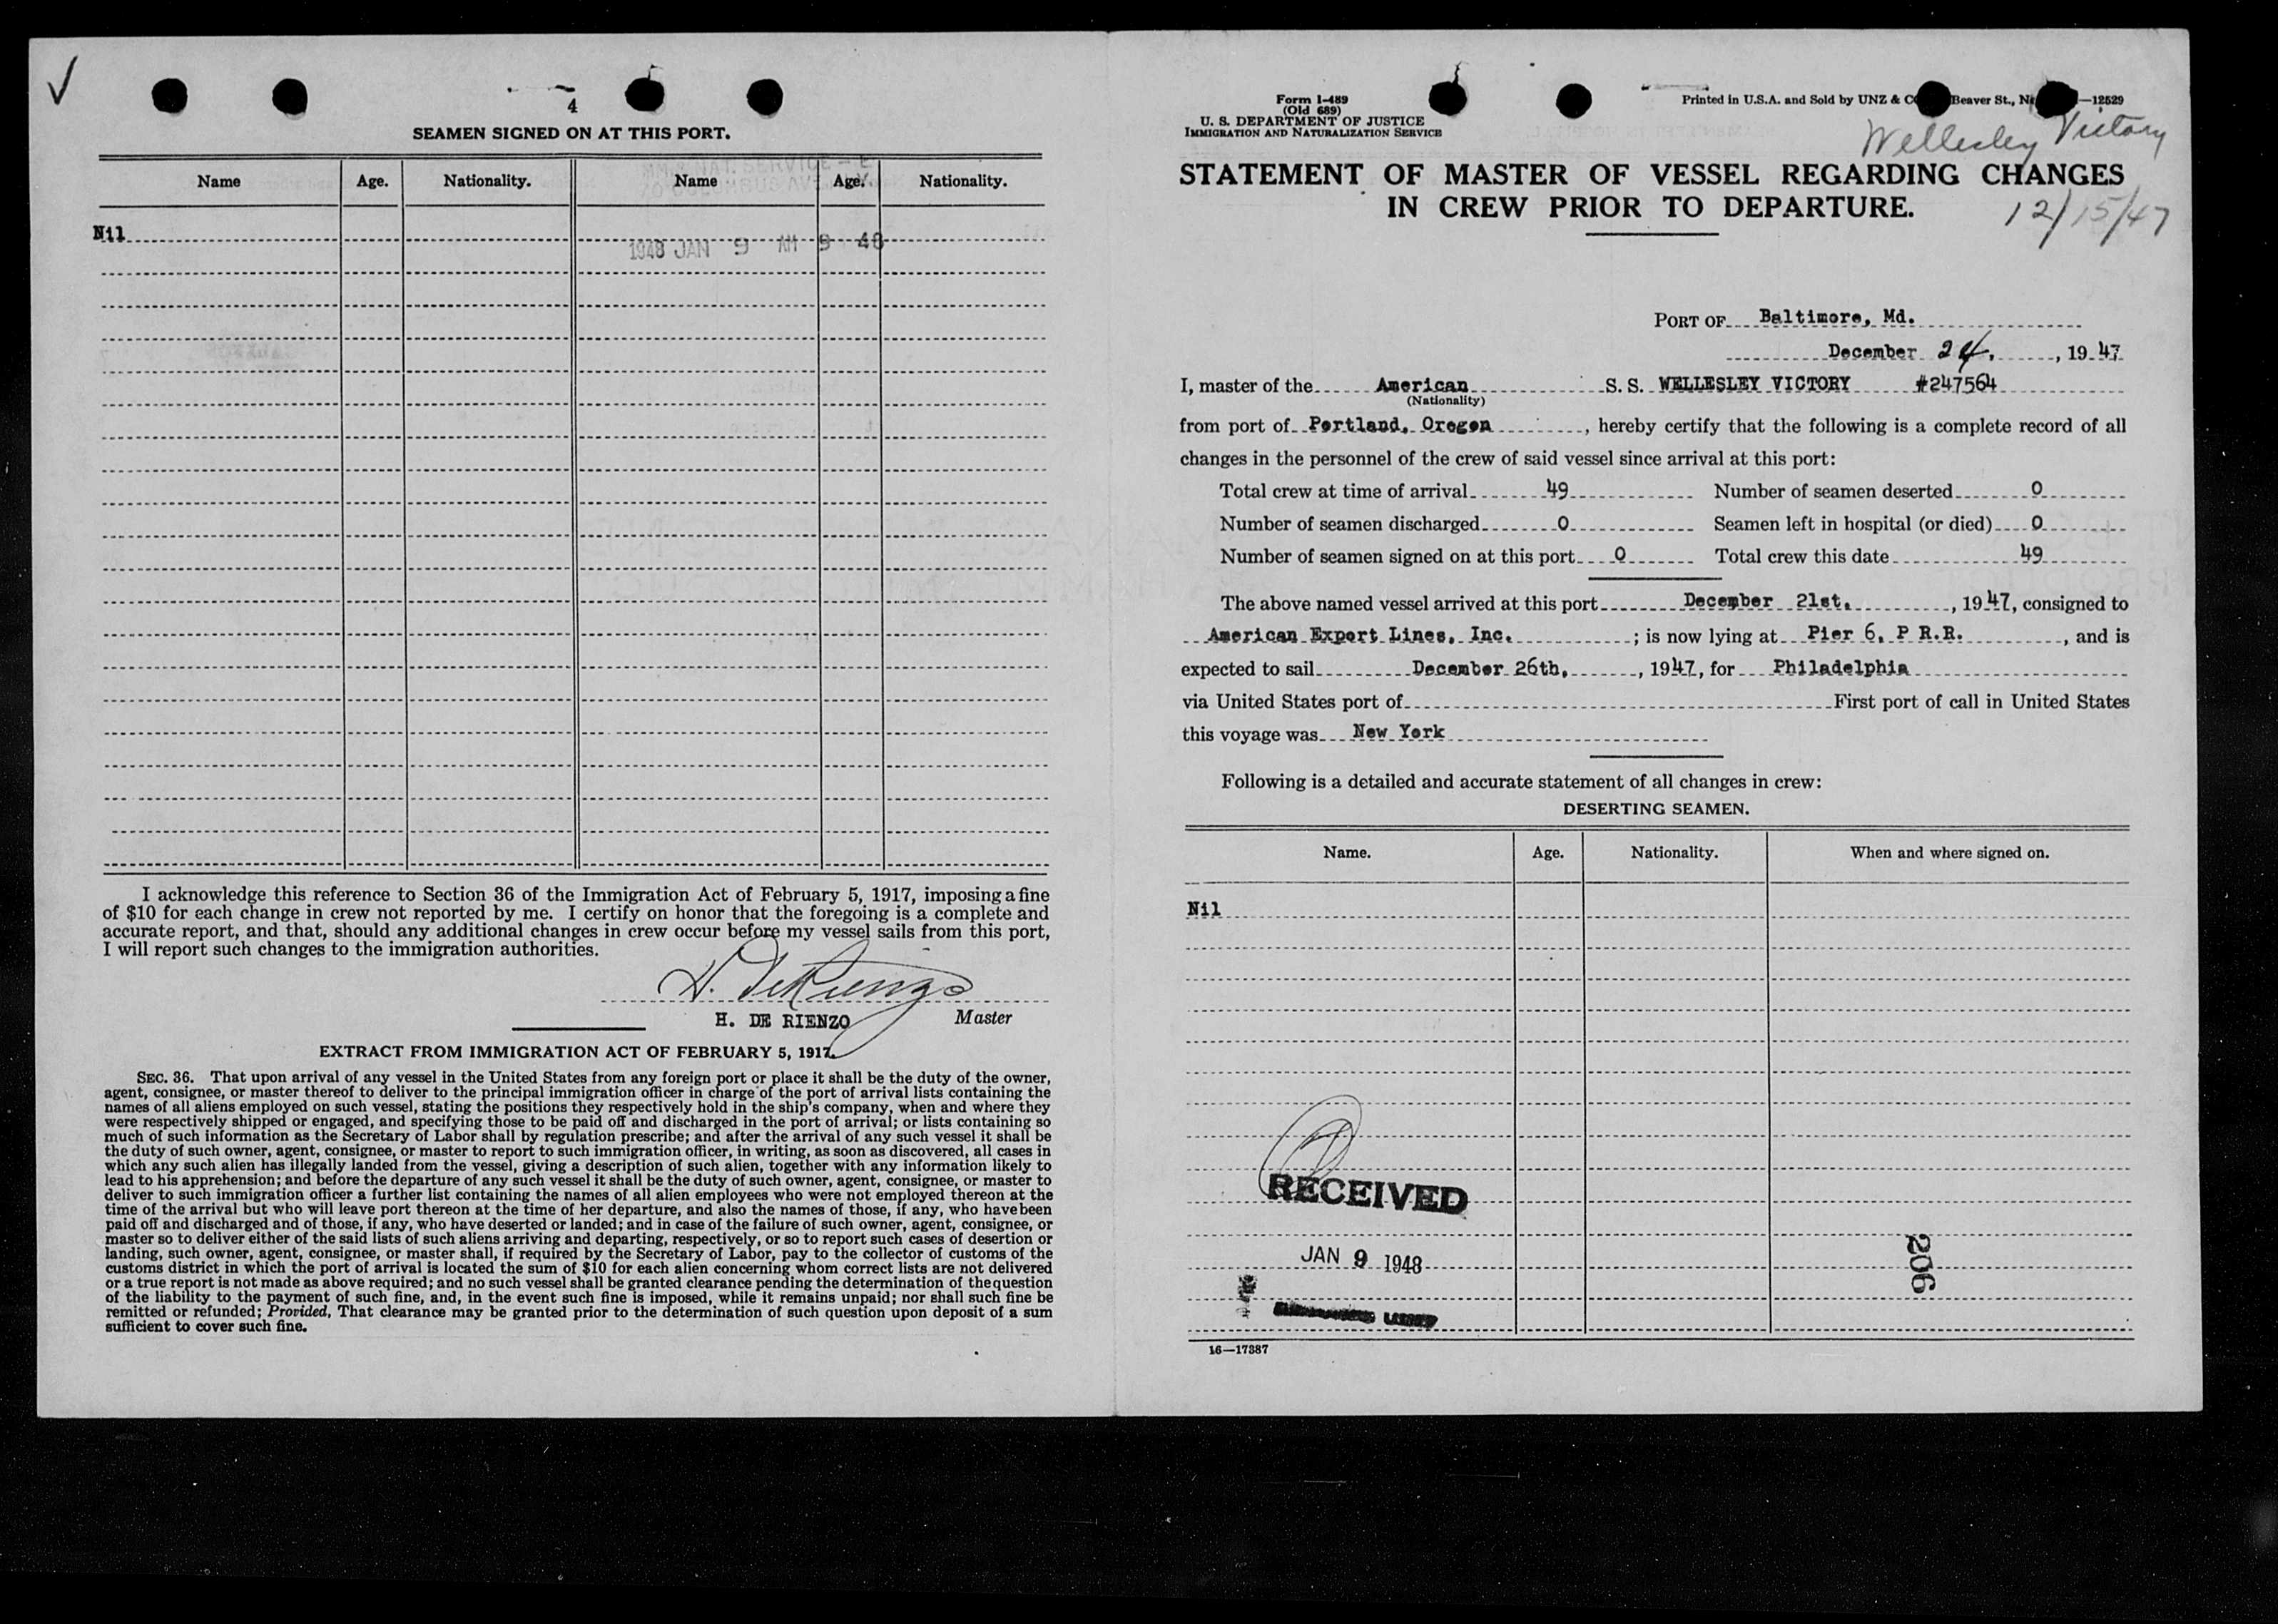 ✓
4
SEAMEN SIGNED ON AT THIS PORT.
Name Age. Nationality. Name Age. Nationality.
Nil
1948 JAN 9 AM 9 48
I acknowledge this reference to Section 36 of the Immigration Act of February 5, 1917, imposing a fine
of $10 for each change in crew not reported by me. I certify on honor that the foregoing is a complete and
accurate report, and that, should any additional changes in crew occur before my vessel sails from this port,
I will report such changes to the immigration authorities.
H. DeRienzo
H. DE RIENZO Master
EXTRACT FROM IMMIGRATION ACT OF FEBRUARY 5, 1917.
SEC. 36. That upon arrival of any vessel in the United States from any foreign port or place it shall be the duty of the owner,
agent, consignee, or master thereof to deliver to the principal immigration officer in charge of the port of arrival lists containing the
names of all aliens employed on such vessel, stating the positions they respectively hold in the ship's company, when and where they
were respectively shipped or engaged, and specifying those to be paid off and discharged in the port of arrival; or lists containing so
much of such information as the Secretary of Labor shall by regulation prescribe; and after the arrival of any such vessel it shall be
the duty of such owner, agent, consignee, or master to report to such immigration officer, in writing, as soon as discovered, all cases in
which any such alien has illegally landed from the vessel, giving a description of such alien, together with any information likely to
lead to his apprehension; and before the departure of any such vessel it shall be the duty of such owner, agent, consignee, or master to
deliver to such immigration officer a further list containing the names of all alien employees who were not employed thereon at the
time of the arrival but who will leave port thereon at the time of her departure, and also the names of those, if any, who have been
paid off and discharged and of those, if any, who have deserted or landed; and in case of the failure of such owner, agent, consignee, or
master so to deliver either of the said lists of such aliens arriving and departing, respectively, or so to report such cases of desertion or
landing, such owner, agent, consignee, or master shall, if required by the Secretary of Labor, pay to the collector of customs of the
customs district in which the port of arrival is located the sum of $10 for each alien concerning whom correct lists are not delivered
or a true report is not made as above required; and no such vessel shall be granted clearance pending the determination of the question
of the liability to the payment of such fine, and, in the event such fine is imposed, while it remains unpaid; nor shall such fine be
remitted or refunded; Provided, That clearance may be granted prior to the determination of such question upon deposit of a sum
sufficient to cover such fine.
Form I-489
(Old 689)
U. S. DEPARTMENT OF JUSTICE
IMMIGRATION AND NATURALIZATION SERVICE
Printed in U.S.A. and Sold by UNZ & C Beaver St., N —12529
Wellesley Victory
STATEMENT OF MASTER OF VESSEL REGARDING CHANGES
IN CREW PRIOR TO DEPARTURE.
12/15/47
PORT OF Baltimore, Md.
December 24, , 19 47
I, master of the American S. S. WELLESLEY VICTORY #247564
(Nationality)
from port of Portland, Oregon , hereby certify that the following is a complete record of all
changes in the personnel of the crew of said vessel since arrival at this port:
Total crew at time of arrival 49 Number of seamen deserted 0
Number of seamen discharged 0 Seamen left in hospital (or died) 0
Number of seamen signed on at this port 0 Total crew this date 49
The above named vessel arrived at this port December 21st, , 1947, consigned to
American Export Lines, Inc. ; is now lying at Pier 6, P R.R. , and is
expected to sail December 26th, , 1947, for Philadelphia
via United States port of First port of call in United States
this voyage was New York
Following is a detailed and accurate statement of all changes in crew:
DESERTING SEAMEN.
Name. Age. Nationality. When and where signed on.
Nil
RECEIVED
JAN 9 1948
206
16—17387